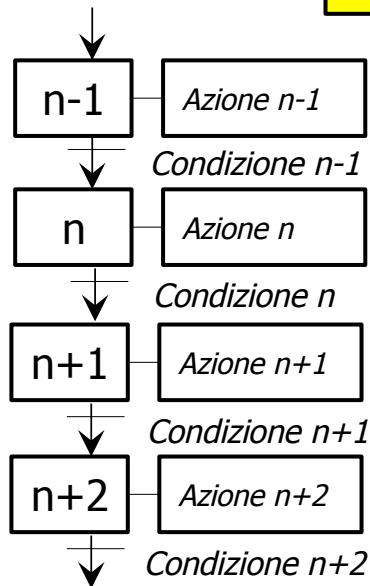 n-1
Azione n-1
Condizione n-1
n
Azione n
Condizione n
n+1
Azione n+1
Condizione n+1
n+2
Azione n+2
Condizione n+2